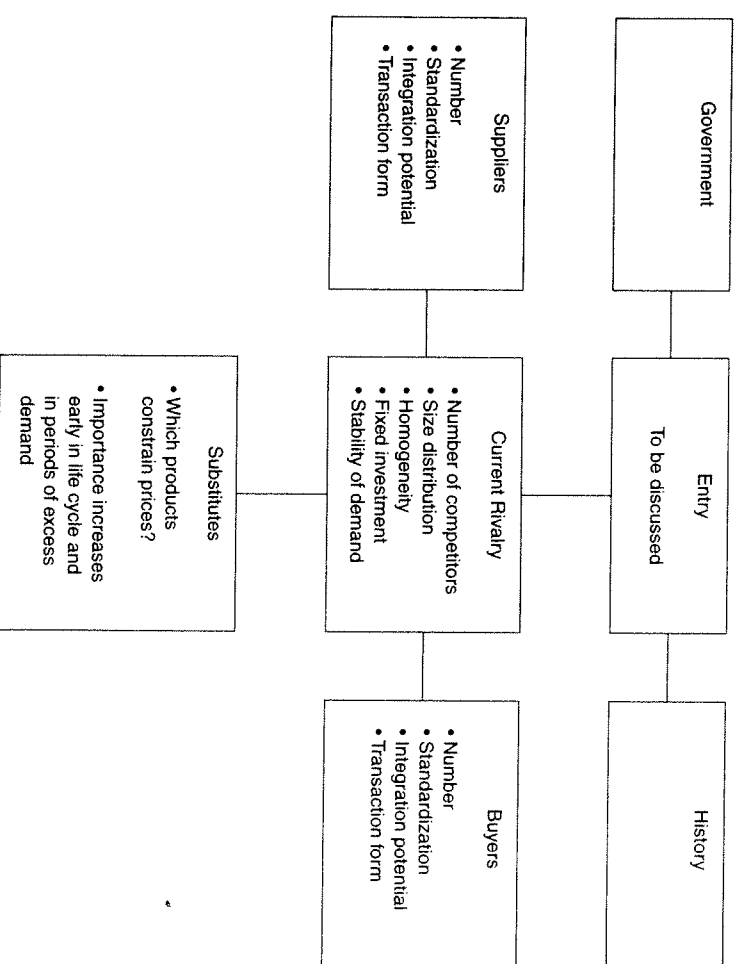 Government
Entry
To be discussed
History
Suppliers
• Number
• Standardization
• Integration potential
• Transaction form
Current Rivalry
• Number of competitors
• Size distribution
• Homogeneity
• Fixed investment
• Stability of demand
Buyers
• Number
• Standardization
• Integration potential
• Transaction form
Substitutes
• Which products
constrain prices?
• Importance increases
early in life cycle and
in periods of excess
demand